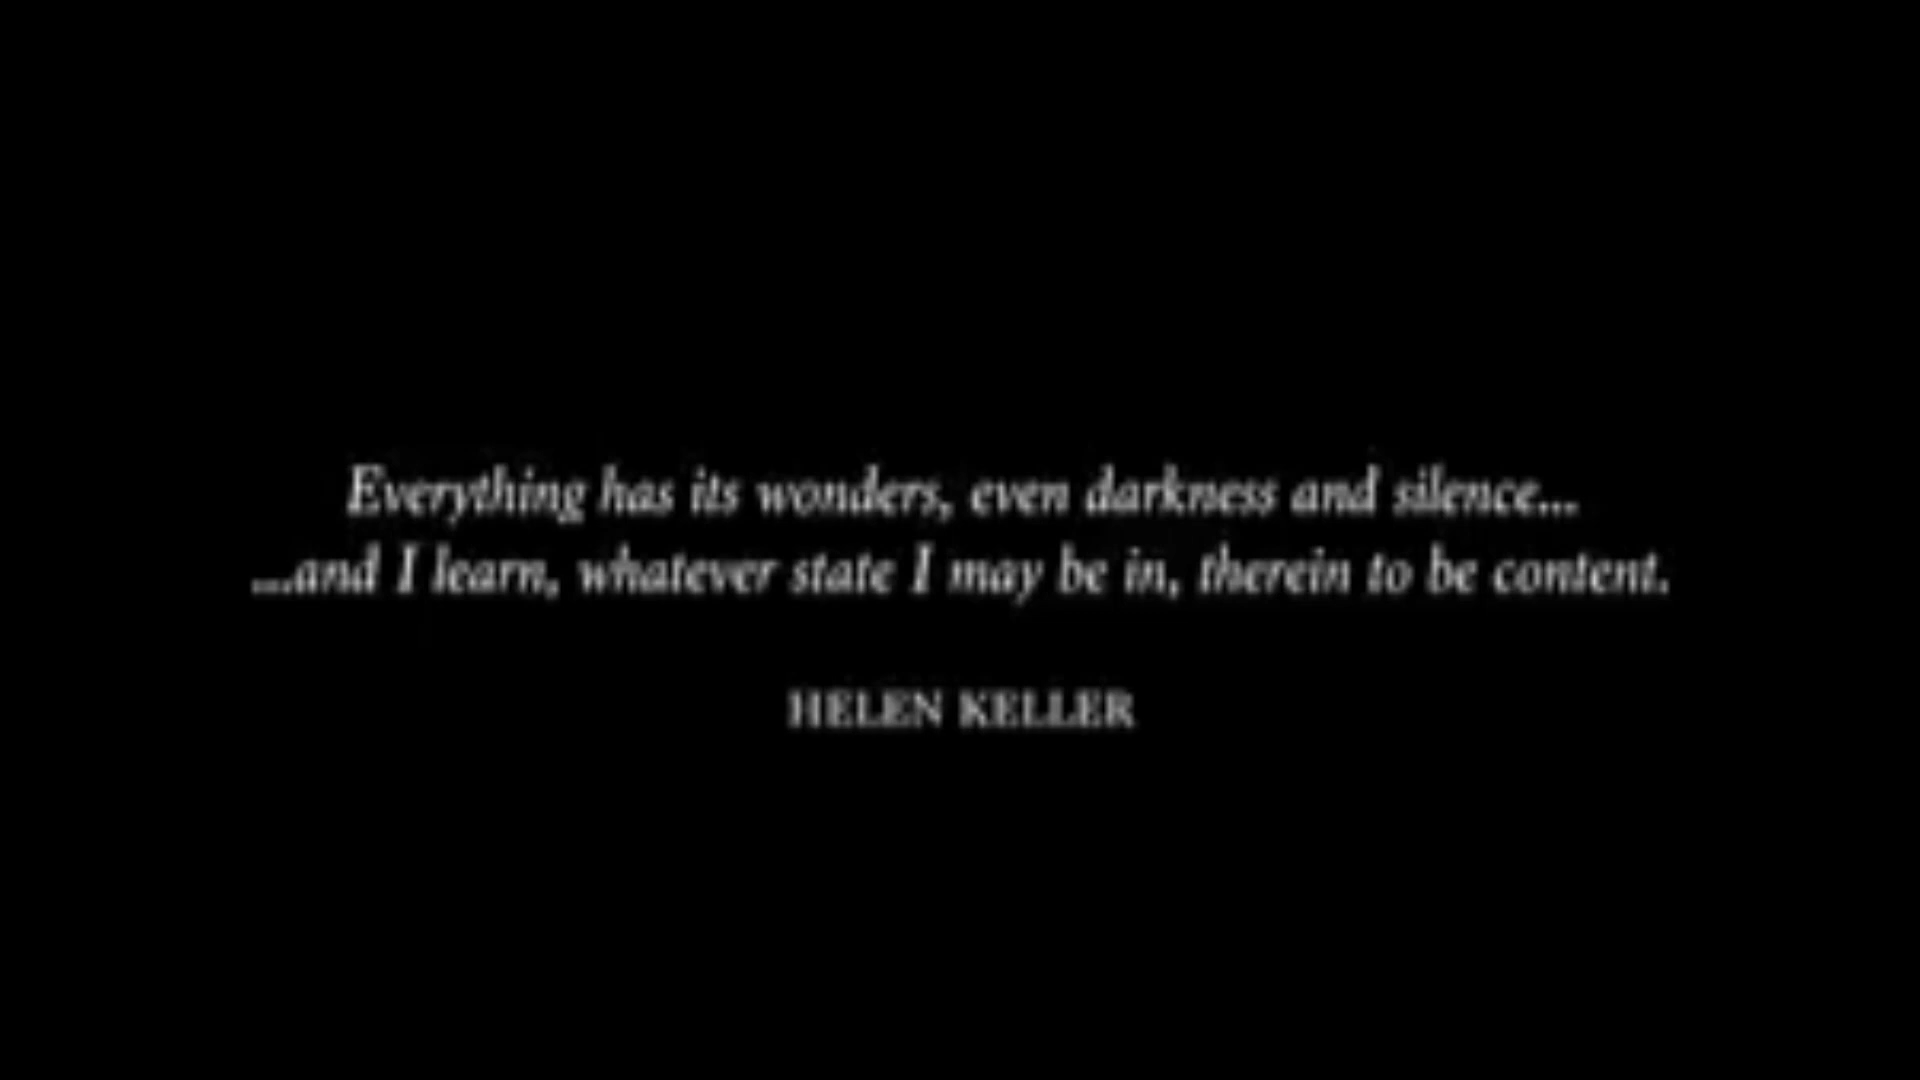 Everything has its wonders, even darkness and silence...
...and I learn, whatever state I may be in, therein to be content.
HELEN KELLER